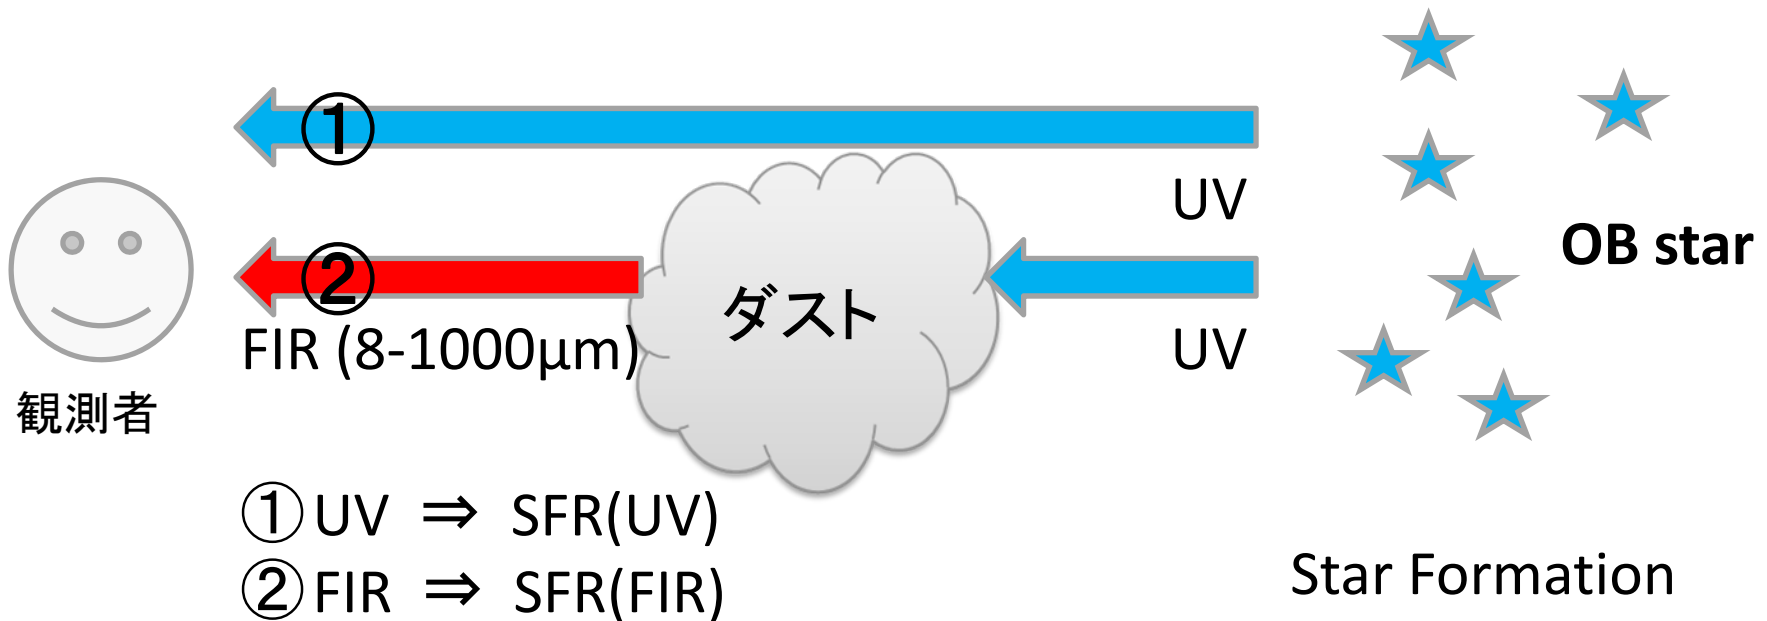 ①
UV
OB star
②
ダスト
FIR (8-1000μm)
UV
観測者
①UV ⇒ SFR(UV)
②FIR ⇒ SFR(FIR)
Star Formation